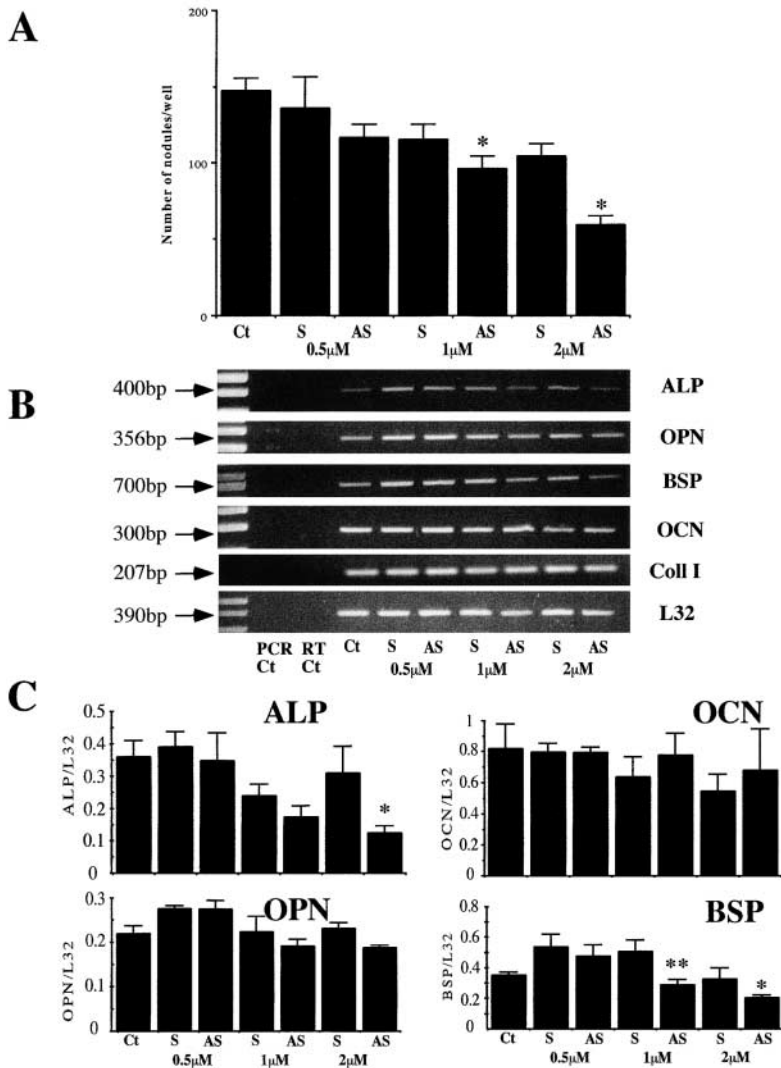 A
200
100
0
Number of nodules/well
*
*
Ct S AS S AS S AS
0.5μM 1μM 2μM
B
400bp ALP
356bp OPN
700bp BSP
300bp OCN
207bp Coll I
390bp L32
PCR RT Ct S AS S AS S AS
Ct Ct 0.5μM 1μM 2μM
C
ALP
0.5
0.4
0.3
0.2
0.1
0
ALP/L32
*
OCN
1
0.8
0.6
0.4
0.2
0
OCN/L32
OPN
0.3
0.2
0.1
0
OPN/L32
Ct S AS S AS S AS
0.5μM 1μM 2μM
BSP
0.8
0.6
0.4
0.2
0
BSP/L32
**
*
Ct S AS S AS S AS
0.5μM 1μM 2μM